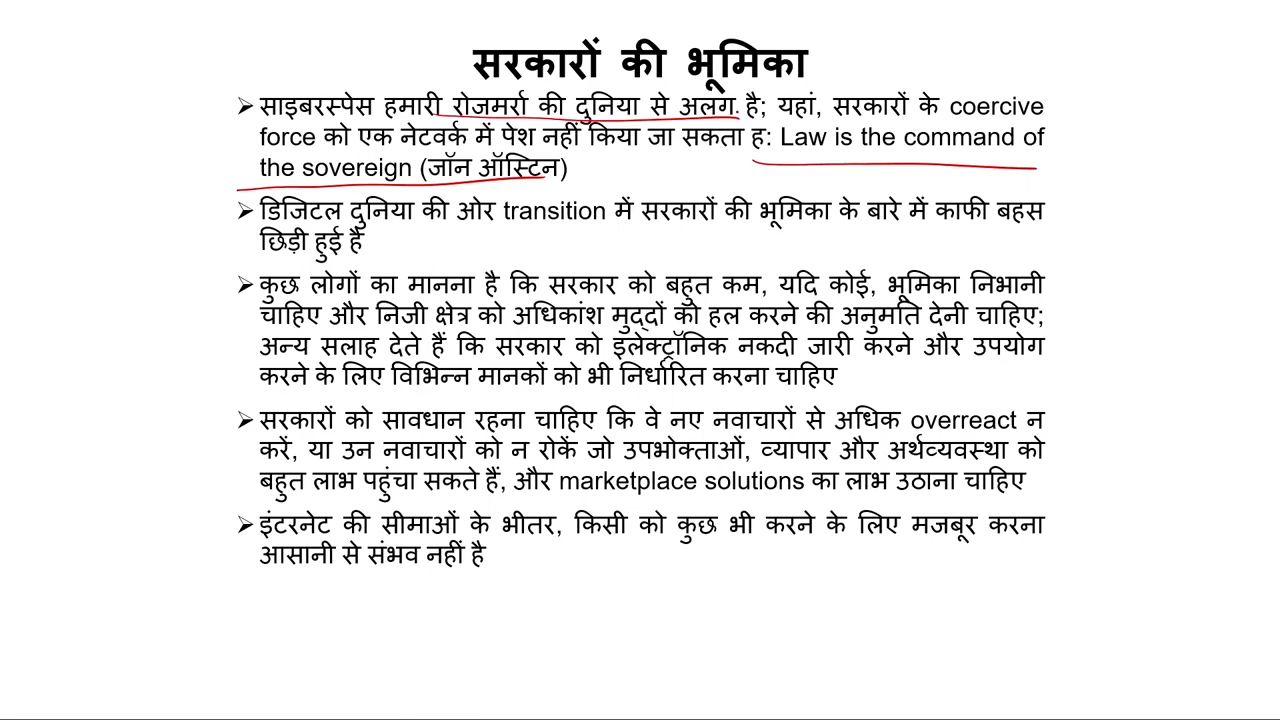 सरकारों की भूमिका
➢ साइबरस्पेस हमारी रोजमर्रा की दुनिया से अलग है; यहां, सरकारों के coercive
force को एक नेटवर्क में पेश नहीं किया जा सकता ह: Law is the command of
the sovereign (जॉन ऑस्टिन)
➢ डिजिटल दुनिया की ओर transition में सरकारों की भूमिका के बारे में काफी बहस
छिड़ी हुई है
➢ कुछ लोगों का मानना है कि सरकार को बहुत कम, यदि कोई, भूमिका निभानी
चाहिए और निजी क्षेत्र को अधिकांश मुद्दों को हल करने की अनुमति देनी चाहिए;
अन्य सलाह देते हैं कि सरकार को इलेक्ट्रॉनिक नकदी जारी करने और उपयोग
करने के लिए विभिन्न मानकों को भी निर्धारित करना चाहिए
➢ सरकारों को सावधान रहना चाहिए कि वे नए नवाचारों से अधिक overreact न
करें, या उन नवाचारों को न रोकें जो उपभोक्ताओं, व्यापार और अर्थव्यवस्था को
बहुत लाभ पहुंचा सकते हैं, और marketplace solutions का लाभ उठाना चाहिए
➢ इंटरनेट की सीमाओं के भीतर, किसी को कुछ भी करने के लिए मजबूर करना
आसानी से संभव नहीं है